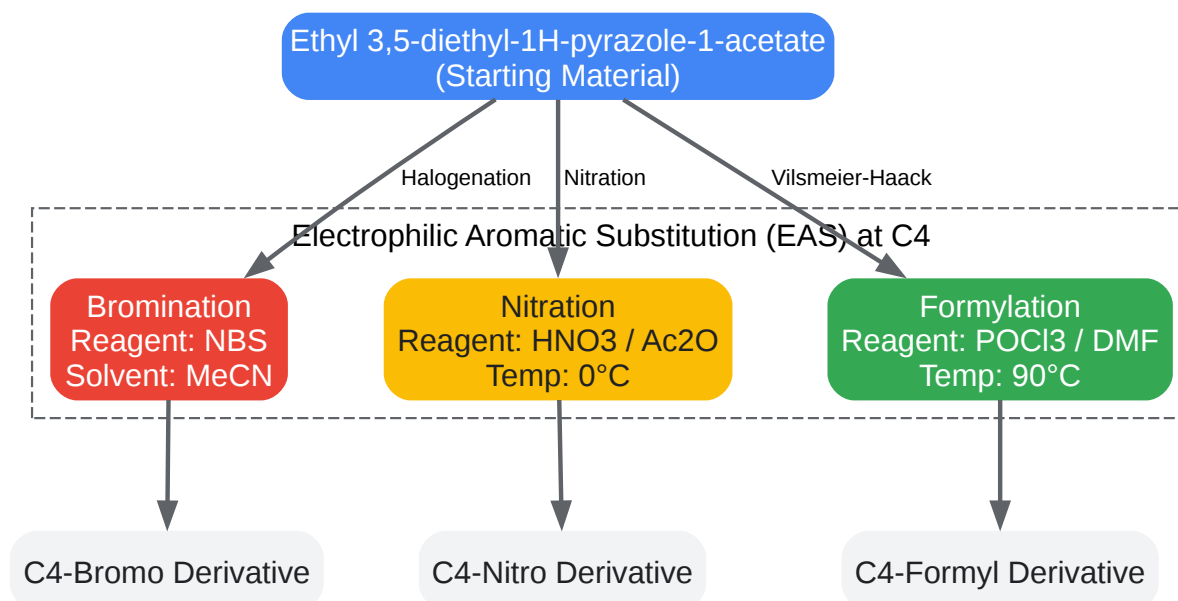 Ethyl 3,5-diethyl-1H-pyrazole-1-acetate
(Starting Material)
Halogenation
Nitration
Vilsmeier-Haack
Electrophilic Aromatic Substitution (EAS) at C4
Bromination
Reagent: NBS
Solvent: MeCN
Nitration
Reagent: HNO3 / Ac2O
Temp: 0°C
Formylation
Reagent: POCl3 / DMF
Temp: 90°C
C4-Bromo Derivative
C4-Nitro Derivative
C4-Formyl Derivative